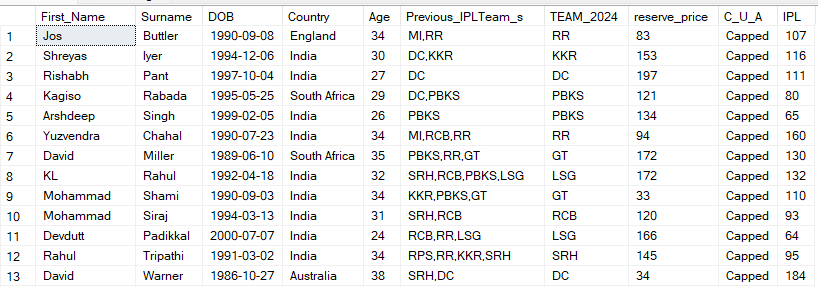 First_Name Surname DOB Country Age Previous_IPLTeam_s TEAM_2024 reserve_price C_U_A IPL
1 Jos Buttler 1990-09-08 England 34 MI,RR RR 83 Capped 107
2 Shreyas Iyer 1994-12-06 India 30 DC,KKR KKR 153 Capped 116
3 Rishabh Pant 1997-10-04 India 27 DC DC 197 Capped 111
4 Kagiso Rabada 1995-05-25 South Africa 29 DC,PBKS PBKS 121 Capped 80
5 Arshdeep Singh 1999-02-05 India 26 PBKS PBKS 134 Capped 65
6 Yuzvendra Chahal 1990-07-23 India 34 MI,RCB,RR RR 94 Capped 160
7 David Miller 1989-06-10 South Africa 35 PBKS,RR,GT GT 172 Capped 130
8 KL Rahul 1992-04-18 India 32 SRH,RCB,PBKS,LSG LSG 172 Capped 132
9 Mohammad Shami 1990-09-03 India 34 KKR,PBKS,GT GT 33 Capped 110
10 Mohammad Siraj 1994-03-13 India 31 SRH,RCB RCB 120 Capped 93
11 Devdutt Padikkal 2000-07-07 India 24 RCB,RR,LSG LSG 166 Capped 64
12 Rahul Tripathi 1991-03-02 India 34 RPS,RR,KKR,SRH SRH 145 Capped 95
13 David Warner 1986-10-27 Australia 38 SRH,DC DC 34 Capped 184